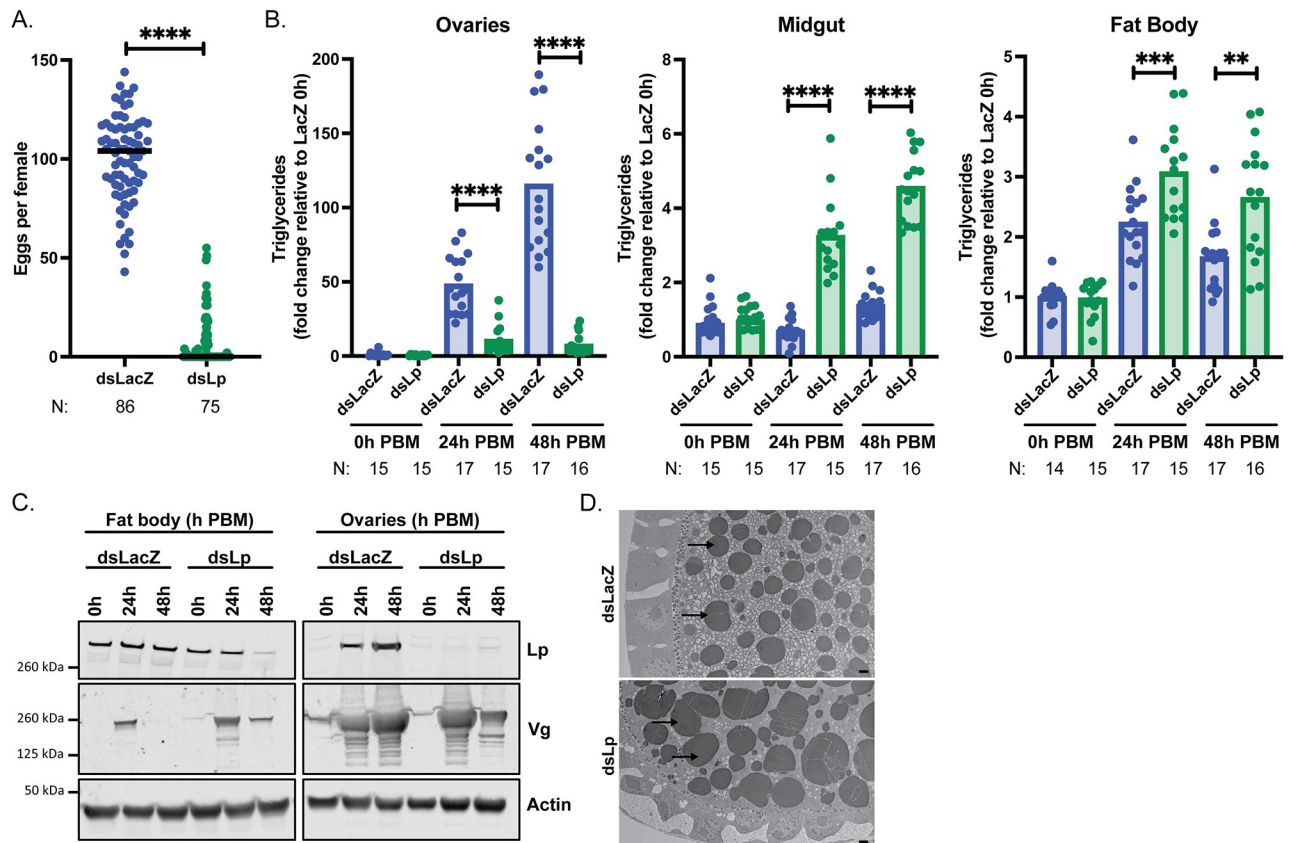 A.
****
Eggs per female
150
100
50
0
dsLacZ dsLp
N: 86 75
B.
Ovaries
Triglycerides
(fold change relative to LacZ 0h)
200
150
100
50
0
****
****
dsLacZ dsLp dsLacZ dsLp dsLacZ dsLp
0h PBM 24h PBM 48h PBM
N: 15 15 17 15 17 16
Midgut
Triglycerides
(fold change relative to LacZ 0h)
8
6
4
2
0
**** ****
dsLacZ dsLp dsLacZ dsLp dsLacZ dsLp
0h PBM 24h PBM 48h PBM
N: 15 15 17 15 17 16
Fat Body
Triglycerides
(fold change relative to LacZ 0h)
5
4
3
2
1
0
*** **
dsLacZ dsLp dsLacZ dsLp dsLacZ dsLp
0h PBM 24h PBM 48h PBM
N: 14 15 17 15 17 16
C.
Fat body (h PBM) Ovaries (h PBM)
dsLacZ dsLp dsLacZ dsLp
0h 24h 48h 0h 24h 48h 0h 24h 48h 0h 24h 48h
260 kDa
Lp
260 kDa
Vg
125 kDa
50 kDa
Actin
D.
dsLacZ
dsLp